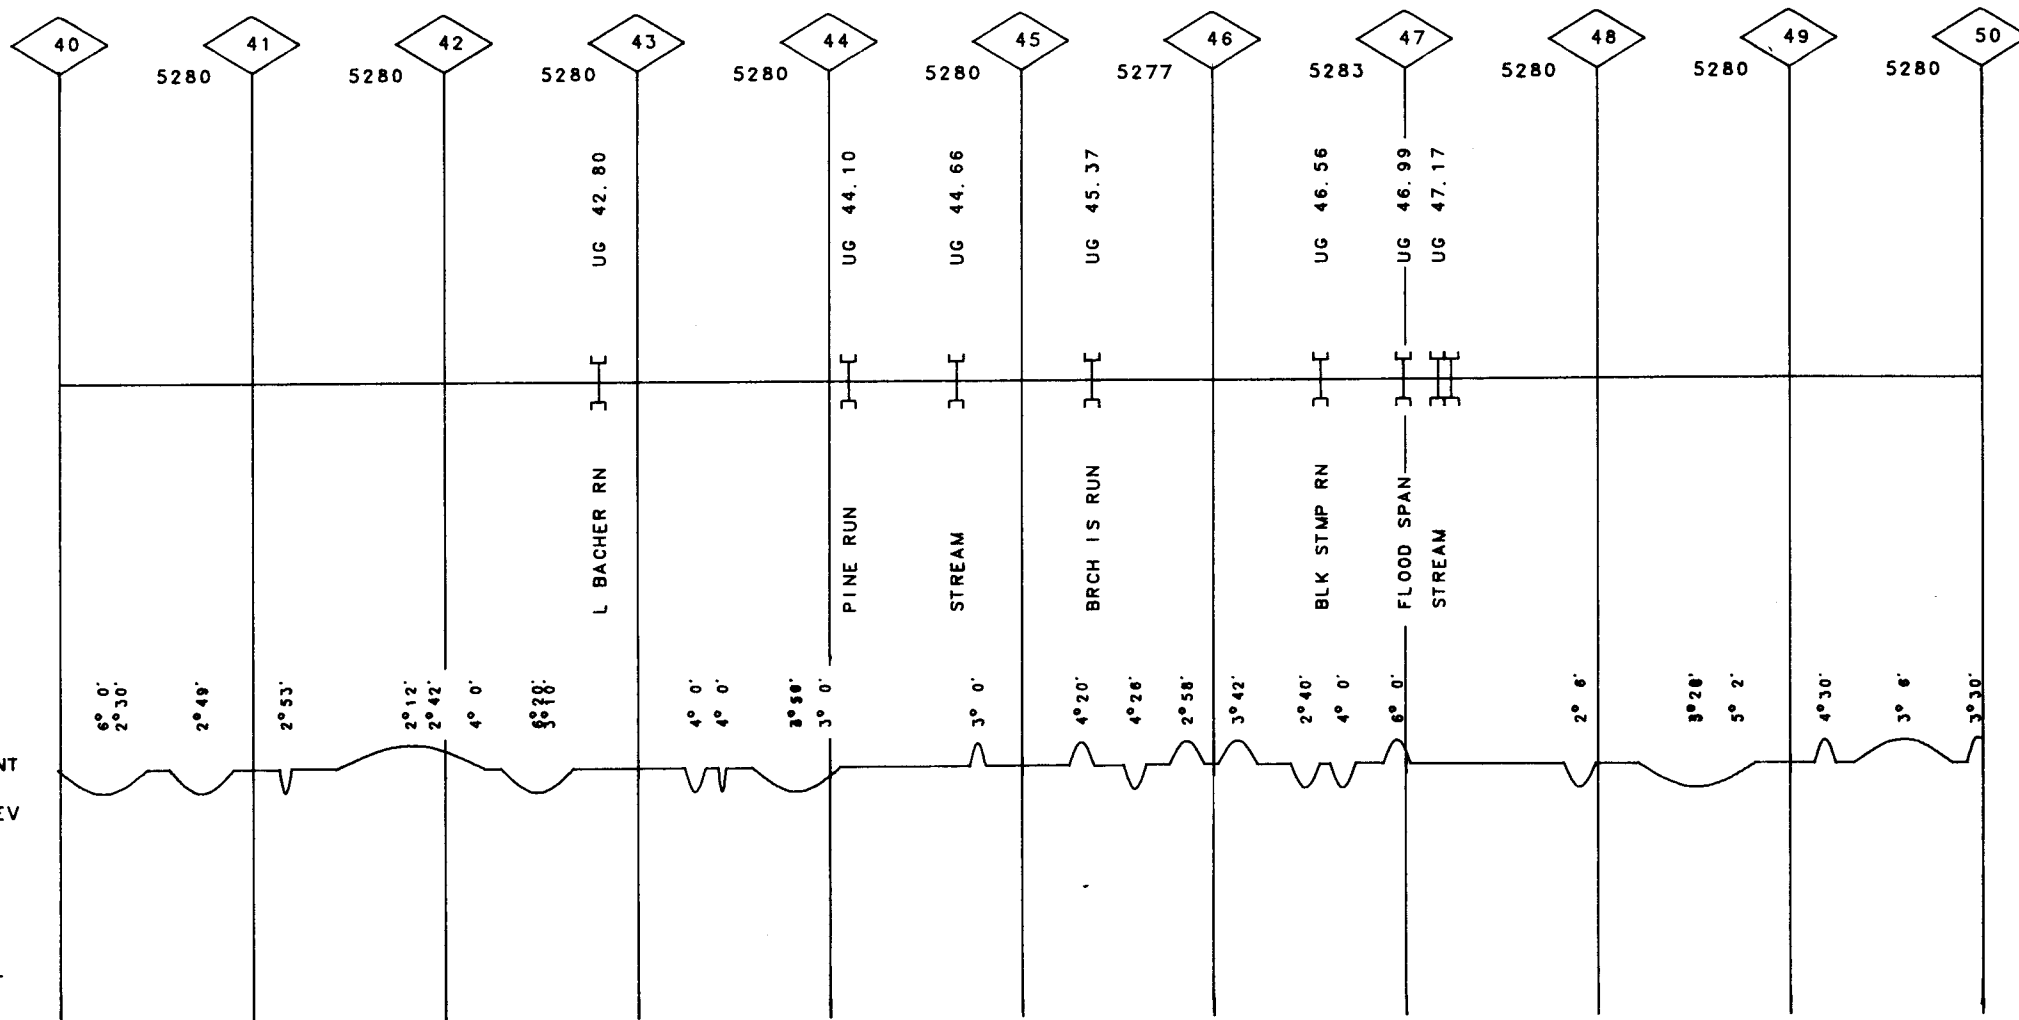 40 41 42 43 44 45 46 47 48 49 50
5280 5280 5280 5280 5280 5277 5283 5280 5280 5280
UG 42.80
UG 44.10
UG 44.66
UG 45.37
UG 46.56
UG 46.99
UG 47.17
L BACHER RN
PINE RUN
STREAM
BRCH IS RUN
BLK STMP RN
FLOOD SPAN
STREAM
6° 0'
2°30'
2°49'
2°53'
2°12'
2°42'
4° 0'
4° 0'
4° 0'
3° 0'
3° 0'
4°20'
4°26'
2°58'
3°42'
2°40'
4° 0'
6° 0'
2° 6'
5° 2'
4°30'
3° 6'
3°30'
NT
EV